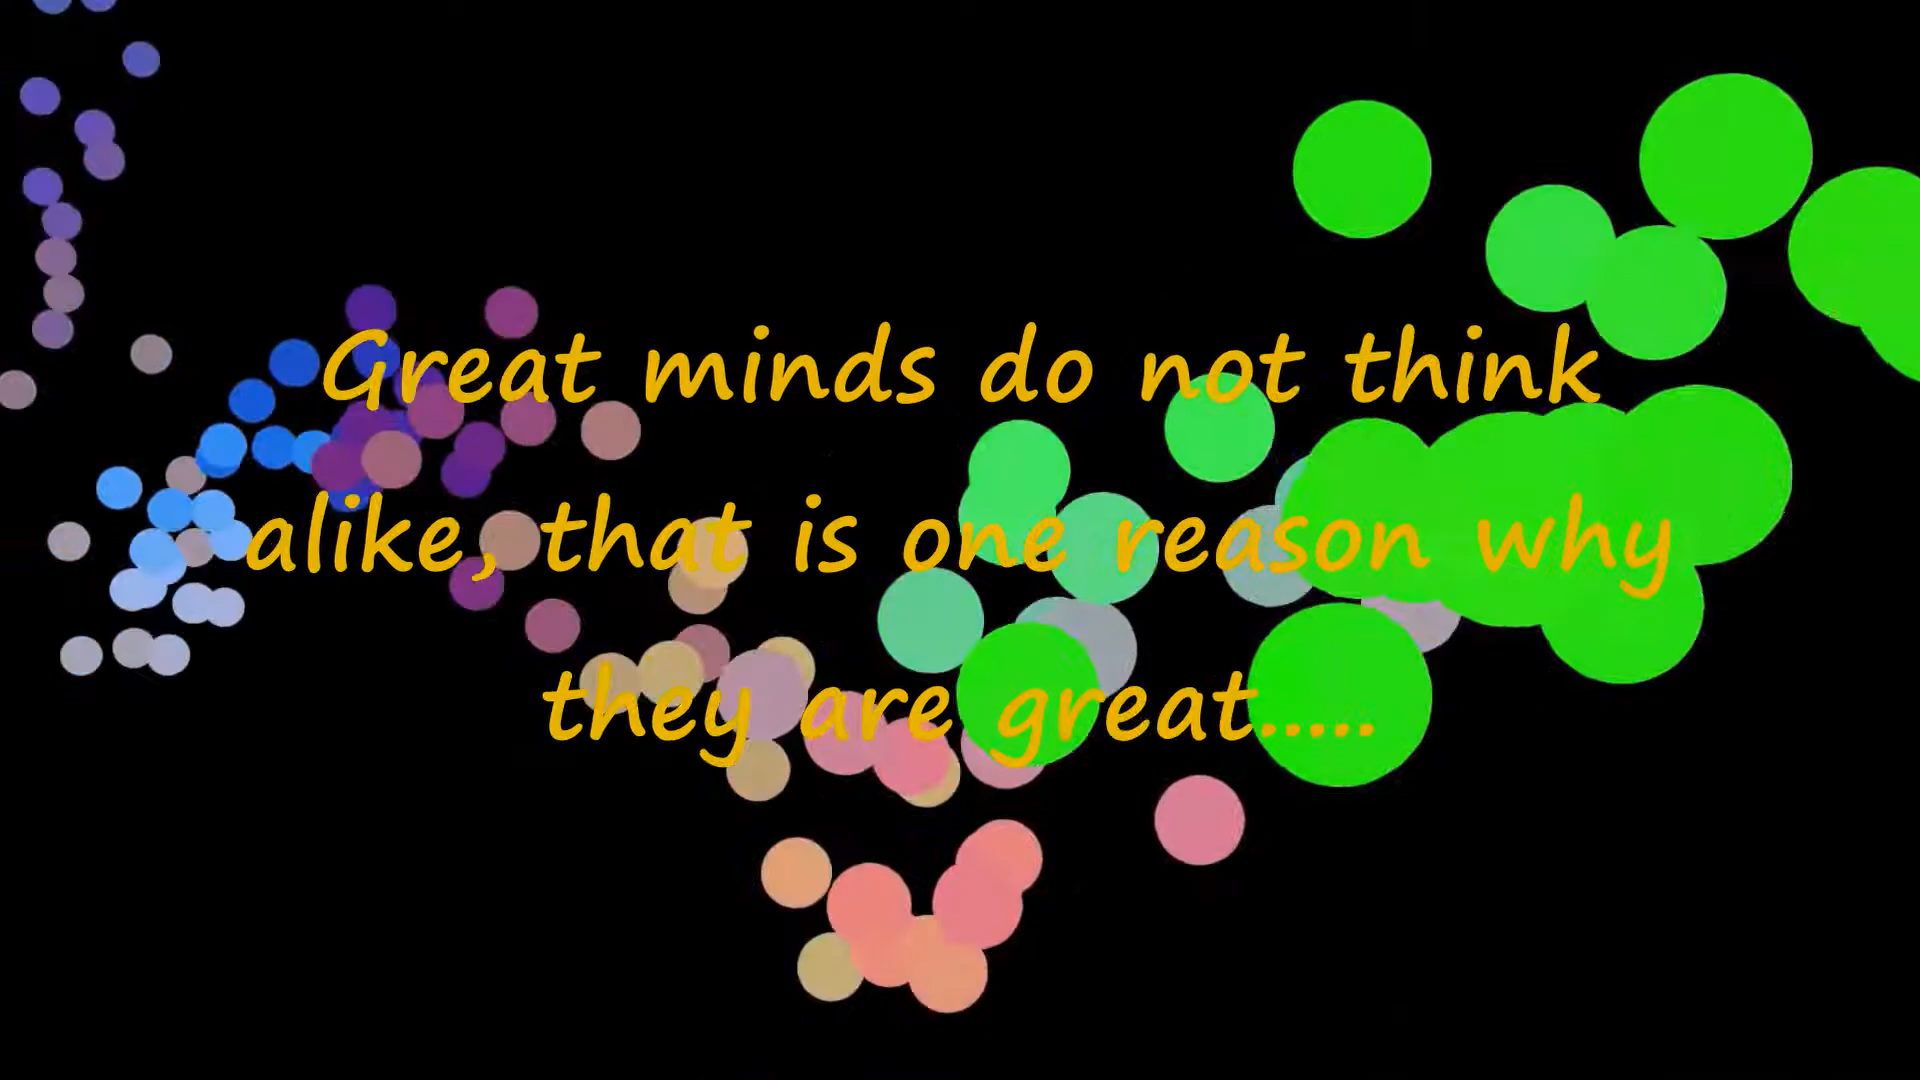 Great minds do not think
alike, that is one reason why
they are great.....